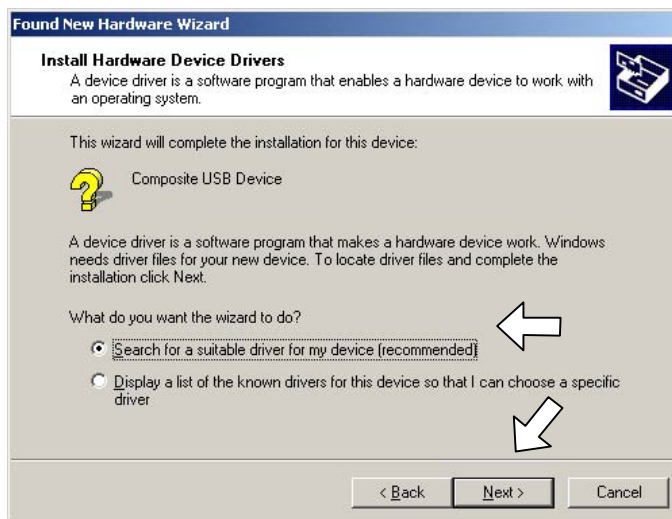 Found New Hardware Wizard
Install Hardware Device Drivers
A device driver is a software program that enables a hardware device to work with
an operating system.
This wizard will complete the installation for this device:
Composite USB Device
A device driver is a software program that makes a hardware device work. Windows
needs driver files for your new device. To locate driver files and complete the
installation click Next.
What do you want the wizard to do?
Search for a suitable driver for my device (recommended)
Display a list of the known drivers for this device so that I can choose a specific
driver
< Back Next > Cancel